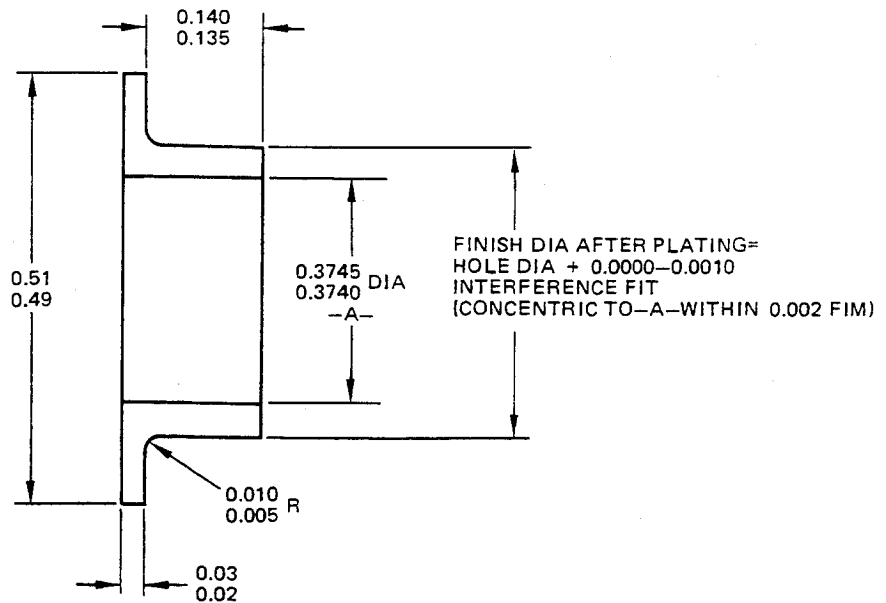 0.140
0.135
0.51
0.49
0.3745
0.3740 DIA
–A–
FINISH DIA AFTER PLATING=
HOLE DIA + 0.0000–0.0010
INTERFERENCE FIT
(CONCENTRIC TO–A–WITHIN 0.002 FIM)
0.010
0.005 R
0.03
0.02